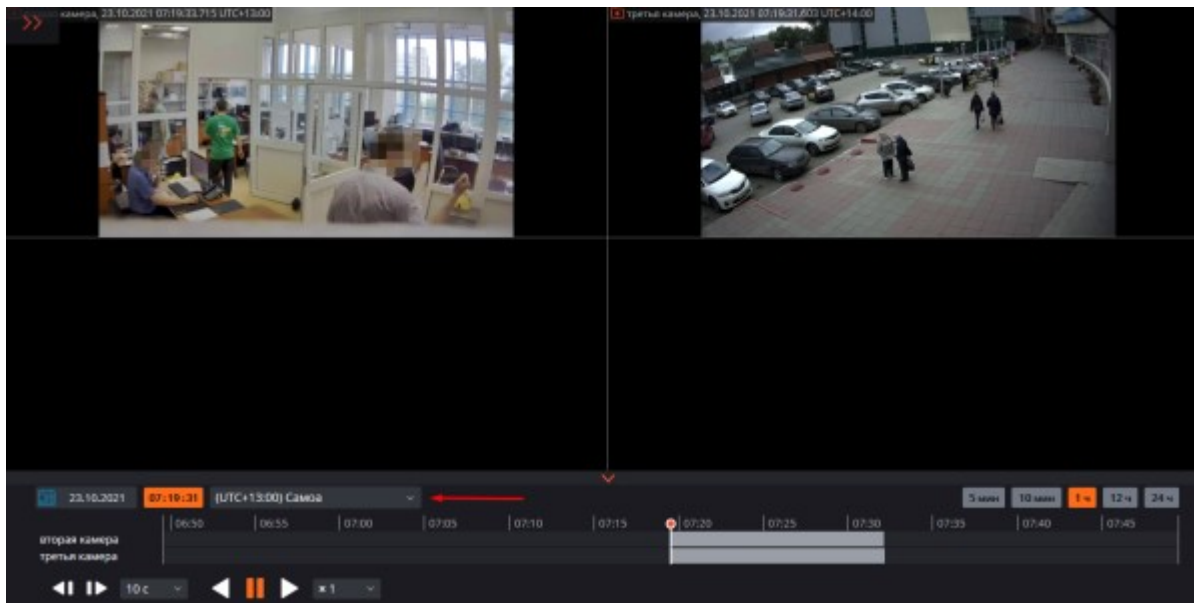 камера, 23.10.2021 07:19:33.715 UTC+13:00
третья камера, 23.10.2021 07:19:31.603 UTC+14:00
23.10.2021 07:19:31 (UTC+13:00) Самоа 5 мин 10 мин 1 ч 12 ч 24 ч
06:50 06:55 07:00 07:05 07:10 07:15 07:20 07:25 07:30 07:35 07:40 07:45
вторая камера
третья камера
10 с × 1